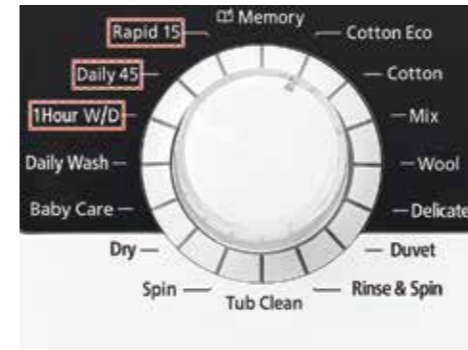 Memory
Rapid 15
Cotton Eco
Daily 45
Cotton
1Hour W/D
Mix
Daily Wash
Wool
Baby Care
Delicate
Dry
Duvet
Spin
Rinse & Spin
Tub Clean